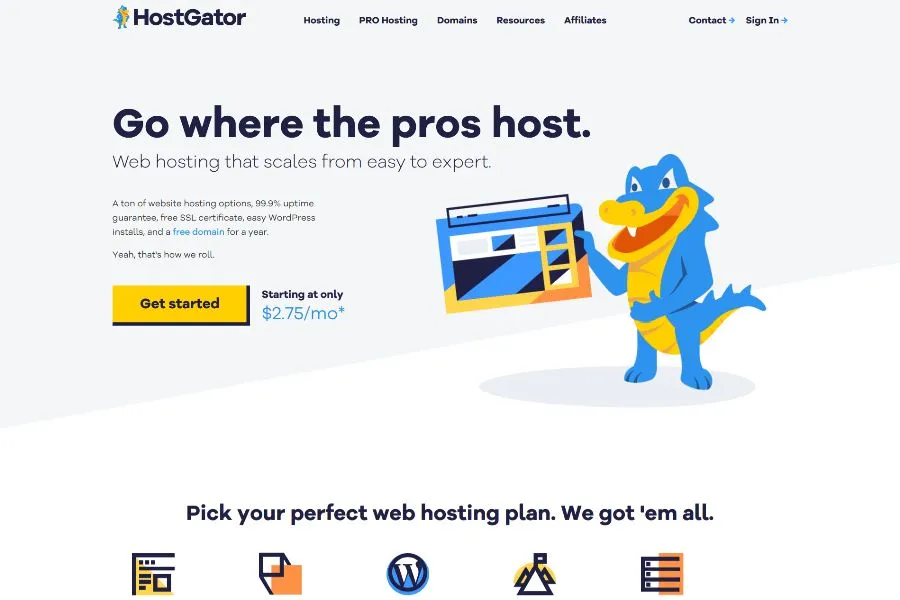 HostGator
Hosting
PRO Hosting
Domains
Resources
Affiliates
Contact →
Sign In →
Go where the pros host.
Web hosting that scales from easy to expert.
A ton of website hosting options, 99.9% uptime
guarantee, free SSL certificate, easy WordPress
installs, and a free domain for a year.
Yeah, that's how we roll.
Get started
Starting at only
$2.75/mo*
Pick your perfect web hosting plan. We got 'em all.